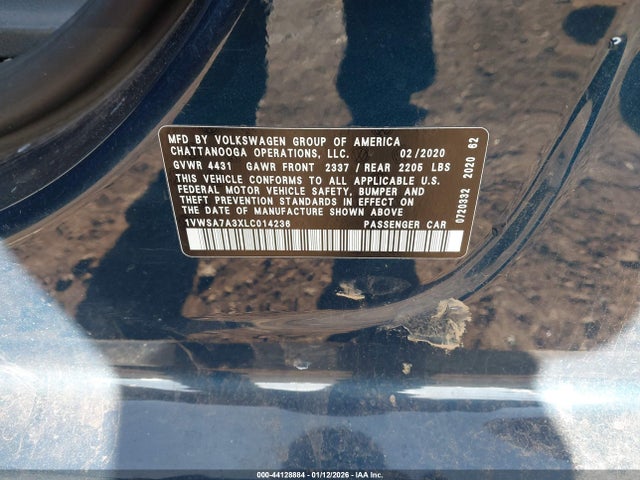 MFD BY VOLKSWAGEN GROUP OF AMERICA
CHATTANOOGA OPERATIONS, LLC. 02/2020
GVWR 4431 GAWR FRONT 2337 / REAR 2205 LBS
THIS VEHICLE CONFORMS TO ALL APPLICABLE U.S.
FEDERAL MOTOR VEHICLE SAFETY, BUMPER AND
THEFT PREVENTION STANDARDS IN EFFECT ON
THE DATE OF MANUFACTURE SHOWN ABOVE
1VWSA7A3XLC014236 PASSENGER CAR
0720332 2020 62
000-44128884 - 01/12/2026 - IAA Inc.